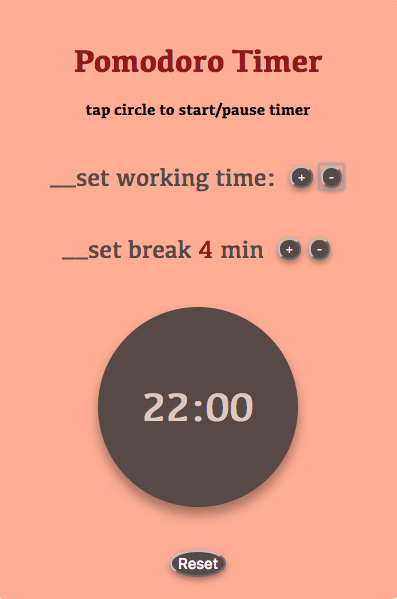 Pomodoro Timer
tap circle to start/pause timer
__set working time: + -
__set break 4 min + -
22:00
Reset